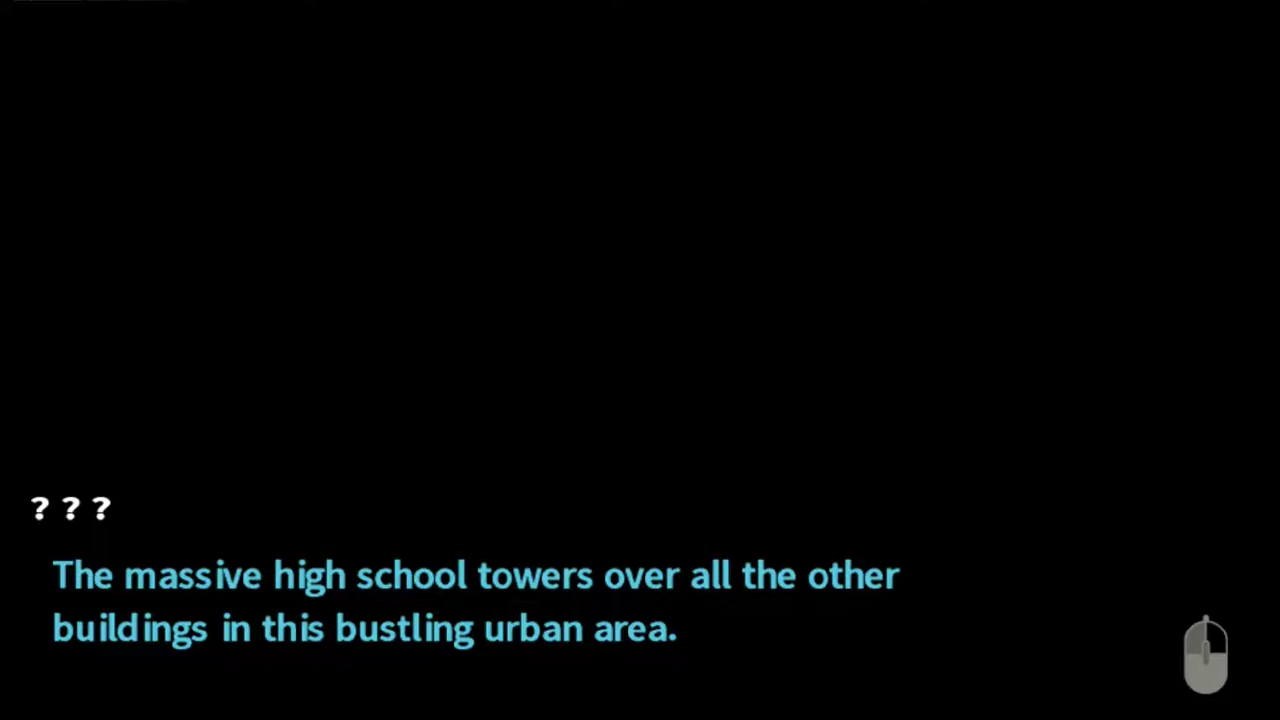 ? ? ?
The massive high school towers over all the other
buildings in this bustling urban area.